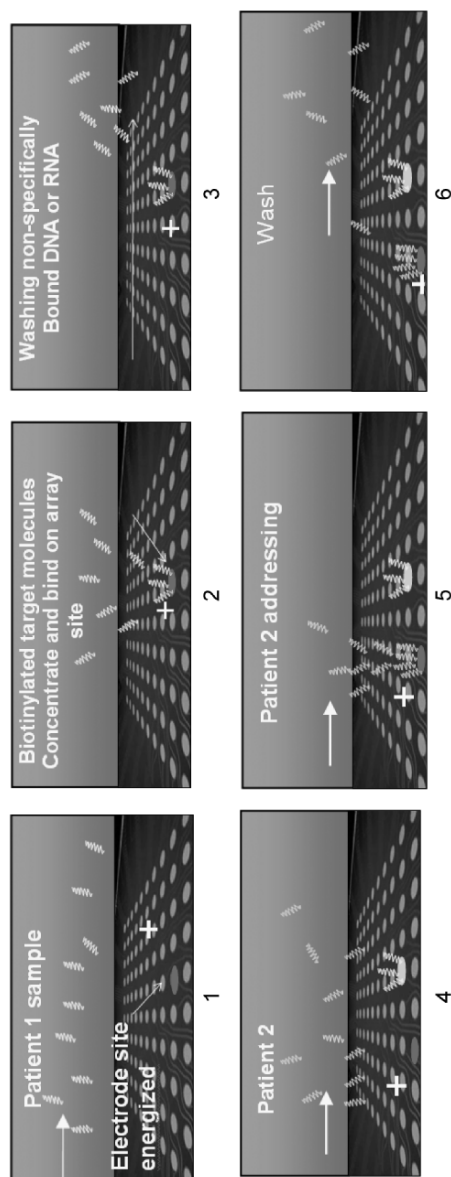 Patient 1 sample
Electrode site
energized
+
1
Biotinylated target molecules
Concentrate and bind on array
site
+
2
Washing non-specifically
Bound DNA or RNA
+
3
Patient 2
+
4
Patient 2 addressing
+
5
Wash
+
6